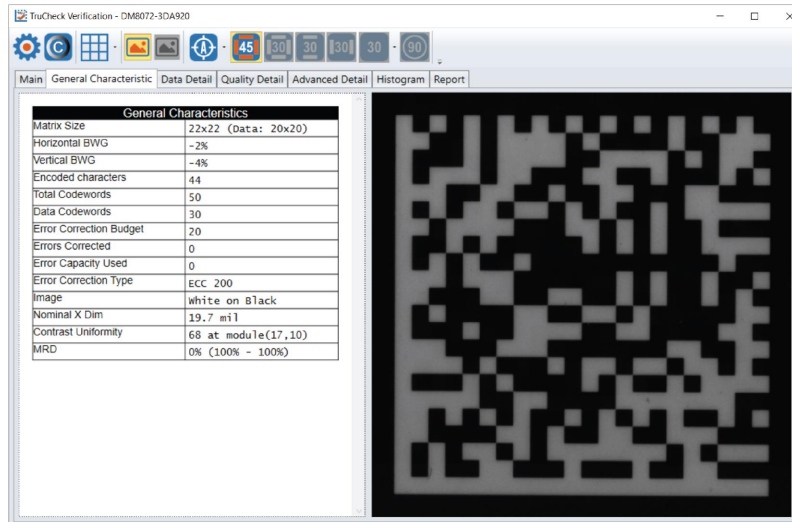 TruCheck Verification - DM8072-3DA920
A 45 30 30 30 30 90
Main General Characteristic Data Detail Quality Detail Advanced Detail Histogram Report
General Characteristics
Matrix Size 22x22 (Data: 20x20)
Horizontal BWG -2%
Vertical BWG -4%
Encoded characters 44
Total Codewords 50
Data Codewords 30
Error Correction Budget 20
Errors Corrected 0
Error Capacity Used 0
Error Correction Type ECC 200
Image White on Black
Nominal X Dim 19.7 mil
Contrast Uniformity 68 at module(17,10)
MRD 0% (100% - 100%)